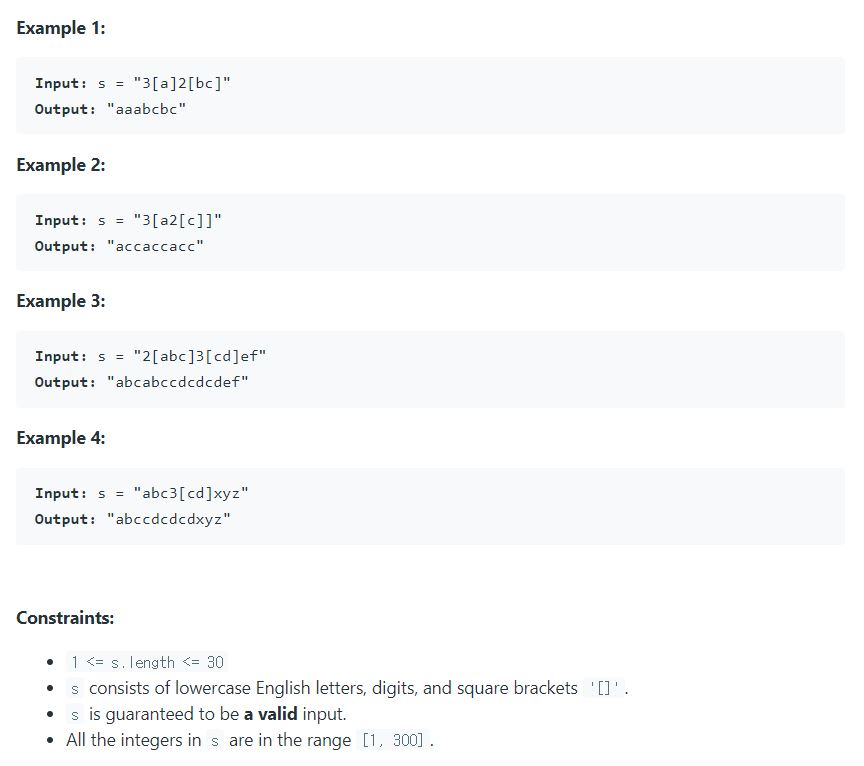 Example 1:
Input: s = "3[a]2[bc]"
Output: "aaabcbc"
Example 2:
Input: s = "3[a2[c]]"
Output: "accaccacc"
Example 3:
Input: s = "2[abc]3[cd]ef"
Output: "abcabccdcdcdef"
Example 4:
Input: s = "abc3[cd]xyz"
Output: "abccdcdcdxyz"
Constraints:
• 1 <= s.length <= 30
• s consists of lowercase English letters, digits, and square brackets '[]'.
• s is guaranteed to be a valid input.
• All the integers in s are in the range [1, 300].